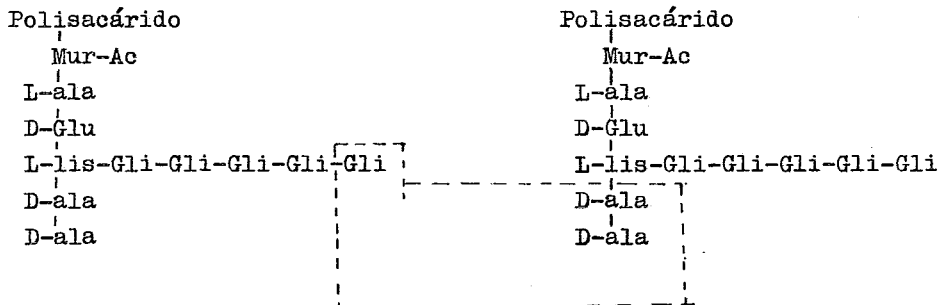 Polisacárido Polisacárido
Mur-Ac Mur-Ac
L-ala L-ala
D-Glu D-Glu
L-lis-Gli-Gli-Gli-Gli-Gli L-lis-Gli-Gli-Gli-Gli-Gli
D-ala D-ala
D-ala D-ala